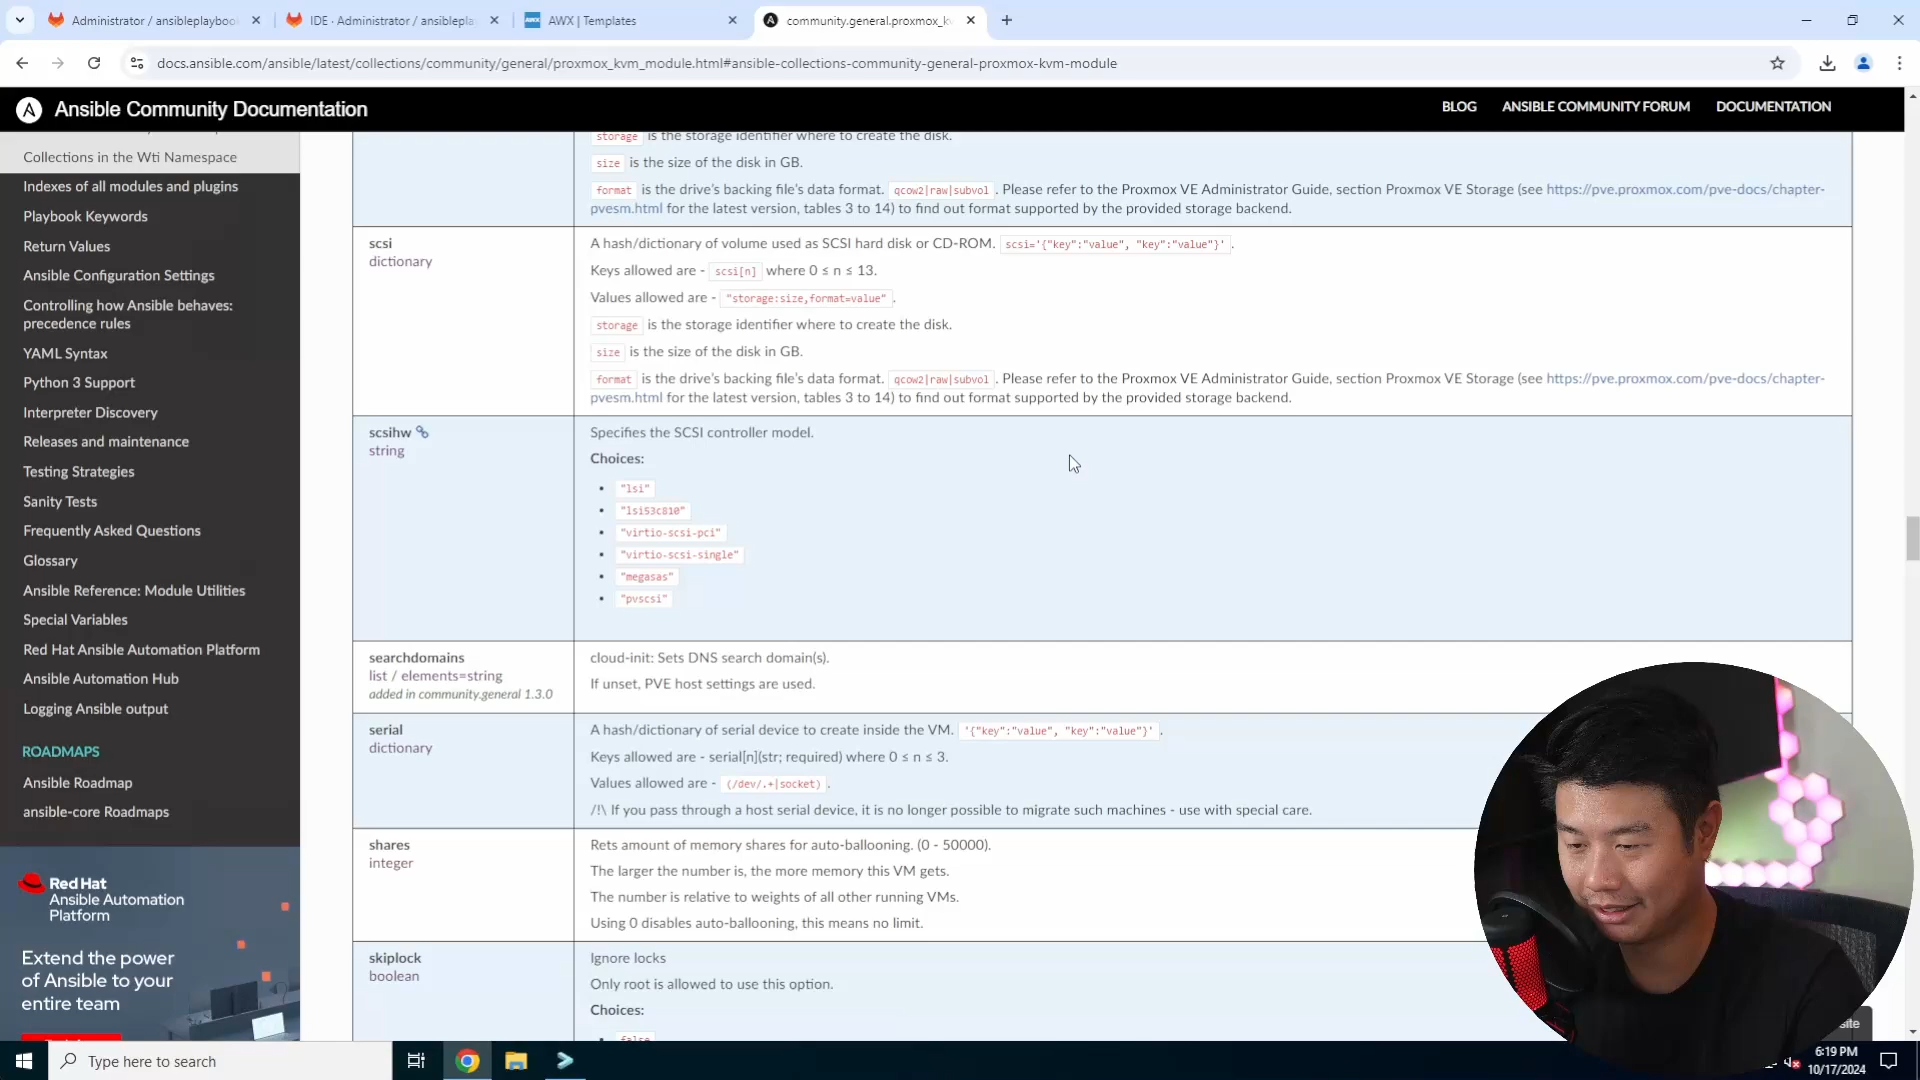 Administrator / ansibleplaybook
IDE · Administrator / ansiblepla
AWX | Templates
community.general.proxmox_k
docs.ansible.com/ansible/latest/collections/community/general/proxmox_kvm_module.html#ansible-collections-community-general-proxmox-kvm-module
Ansible Community Documentation
BLOG
ANSIBLE COMMUNITY FORUM
DOCUMENTATION
Collections in the Wti Namespace
Indexes of all modules and plugins
Playbook Keywords
Return Values
Ansible Configuration Settings
Controlling how Ansible behaves:
precedence rules
YAML Syntax
Python 3 Support
Interpreter Discovery
Releases and maintenance
Testing Strategies
Sanity Tests
Frequently Asked Questions
Glossary
Ansible Reference: Module Utilities
Special Variables
Red Hat Ansible Automation Platform
Ansible Automation Hub
Logging Ansible output
ROADMAPS
Ansible Roadmap
ansible-core Roadmaps
Red Hat
Ansible Automation
Platform
Extend the power
of Ansible to your
entire team
storage is the storage identifier where to create the disk.
size is the size of the disk in GB.
format is the drive's backing file's data format. qcow2|raw|subvol . Please refer to the Proxmox VE Administrator Guide, section Proxmox VE Storage (see https://pve.proxmox.com/pve-docs/chapter-
pvesm.html for the latest version, tables 3 to 14) to find out format supported by the provided storage backend.
scsi
dictionary
A hash/dictionary of volume used as SCSI hard disk or CD-ROM. scsi='{"key":"value", "key":"value"}' .
Keys allowed are - scsi[n] where 0 ≤ n ≤ 13.
Values allowed are - "storage:size,format=value" .
storage is the storage identifier where to create the disk.
size is the size of the disk in GB.
format is the drive's backing file's data format. qcow2|raw|subvol . Please refer to the Proxmox VE Administrator Guide, section Proxmox VE Storage (see https://pve.proxmox.com/pve-docs/chapter-
pvesm.html for the latest version, tables 3 to 14) to find out format supported by the provided storage backend.
scsihw
string
Specifies the SCSI controller model.
Choices:
• "lsi"
• "lsi53c810"
• "virtio-scsi-pci"
• "virtio-scsi-single"
• "megasas"
• "pvscsi"
searchdomains
list / elements=string
added in community.general 1.3.0
cloud-init: Sets DNS search domain(s).
If unset, PVE host settings are used.
serial
dictionary
A hash/dictionary of serial device to create inside the VM. '{"key":"value", "key":"value"}' .
Keys allowed are - serial[n](str; required) where 0 ≤ n ≤ 3.
Values allowed are - (/dev/.+|socket) .
/!\ If you pass through a host serial device, it is no longer possible to migrate such machines - use with special care.
shares
integer
Rets amount of memory shares for auto-ballooning. (0 - 50000).
The larger the number is, the more memory this VM gets.
The number is relative to weights of all other running VMs.
Using 0 disables auto-ballooning, this means no limit.
skiplock
boolean
Ignore locks
Only root is allowed to use this option.
Choices:
• false
site
Type here to search
6:19 PM
10/17/2024